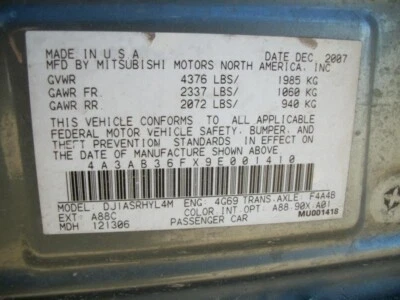 MADE IN U.S.A. DATE DEC 2007
MFD BY MITSUBISHI MOTORS NORTH AMERICA, INC
GVWR 4376 LBS/ 1985 KG
GAWR FR. 2337 LBS/ 1060 KG
GAWR RR. 2072 LBS/ 940 KG
THIS VEHICLE CONFORMS TO ALL APPLICABLE
FEDERAL MOTOR VEHICLE SAFETY, BUMPER, AND
THEFT PREVENTION STANDARDS IN EFFECT ON
THE DATE OF MANUFACTURE SHOWN ABOVE.
4A3AB36FX9E001410
MODEL: DJ1ASRHYL4M ENG: 4G69 TRANS.AXLE: F4A4B
EXT: A88C COLOR INT OPT: A88.90X.A01
MDH 121306 PASSENGER CAR MU001418